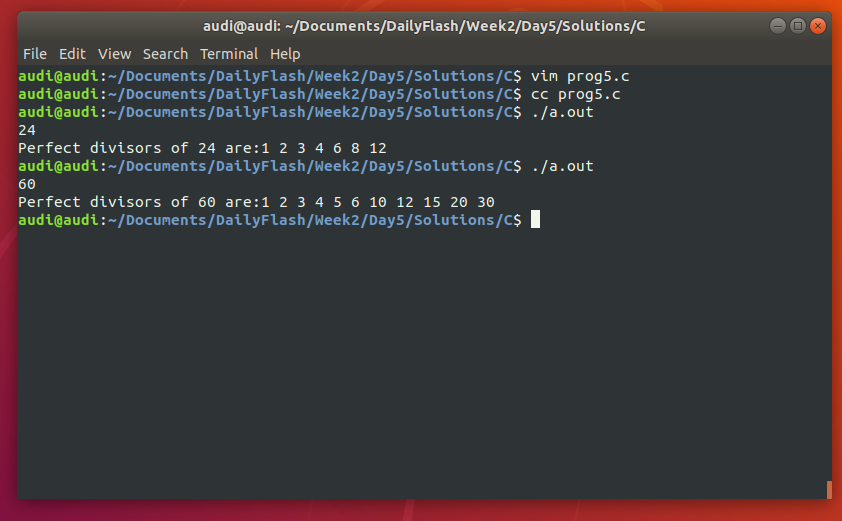 audi@audi: ~/Documents/DailyFlash/Week2/Day5/Solutions/C
File Edit View Search Terminal Help
audi@audi:~/Documents/DailyFlash/Week2/Day5/Solutions/C$ vim prog5.c
audi@audi:~/Documents/DailyFlash/Week2/Day5/Solutions/C$ cc prog5.c
audi@audi:~/Documents/DailyFlash/Week2/Day5/Solutions/C$ ./a.out
24
Perfect divisors of 24 are:1 2 3 4 6 8 12
audi@audi:~/Documents/DailyFlash/Week2/Day5/Solutions/C$ ./a.out
60
Perfect divisors of 60 are:1 2 3 4 5 6 10 12 15 20 30
audi@audi:~/Documents/DailyFlash/Week2/Day5/Solutions/C$